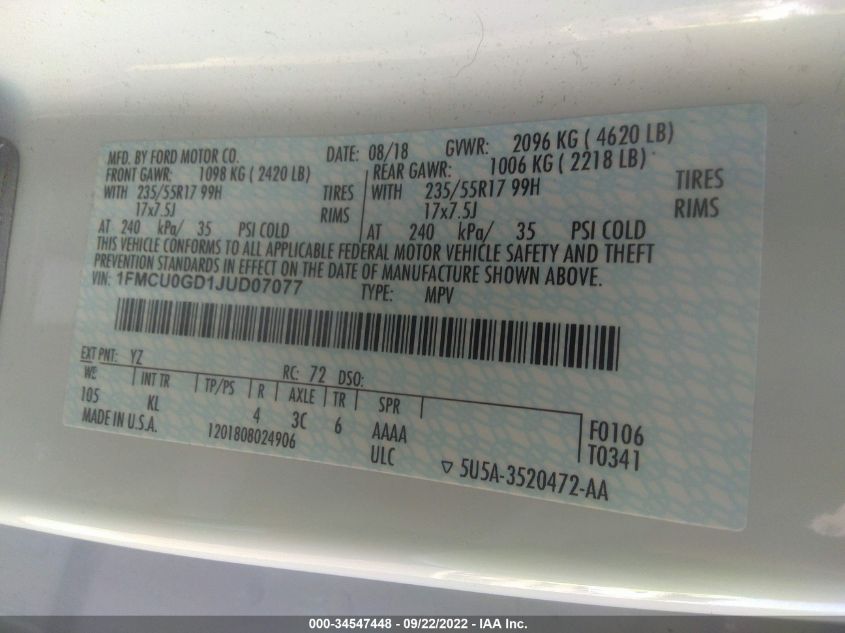 MFD. BY FORD MOTOR CO. DATE: 08/18 GVWR: 2096 KG ( 4620 LB)
FRONT GAWR: 1098 KG ( 2420 LB) REAR GAWR: 1006 KG ( 2218 LB)
WITH 235/55R17 99H TIRES WITH 235/55R17 99H TIRES
17x7.5J RIMS 17x7.5J RIMS
AT 240 kPa/ 35 PSI COLD AT 240 kPa/ 35 PSI COLD
THIS VEHICLE CONFORMS TO ALL APPLICABLE FEDERAL MOTOR VEHICLE SAFETY AND THEFT
PREVENTION STANDARDS IN EFFECT ON THE DATE OF MANUFACTURE SHOWN ABOVE.
VIN: 1FMCU0GD1JUD07077 TYPE: MPV
EXT PNT: YZ RC: 72 DSO:
WB INT TR TP/PS R AXLE TR SPR
105 KL 4 3C 6 AAAA F0106
MADE IN U.S.A. 1201808024906 ULC T0341
▽ 5U5A-3520472-AA
000-34547448 - 09/22/2022 - IAA Inc.